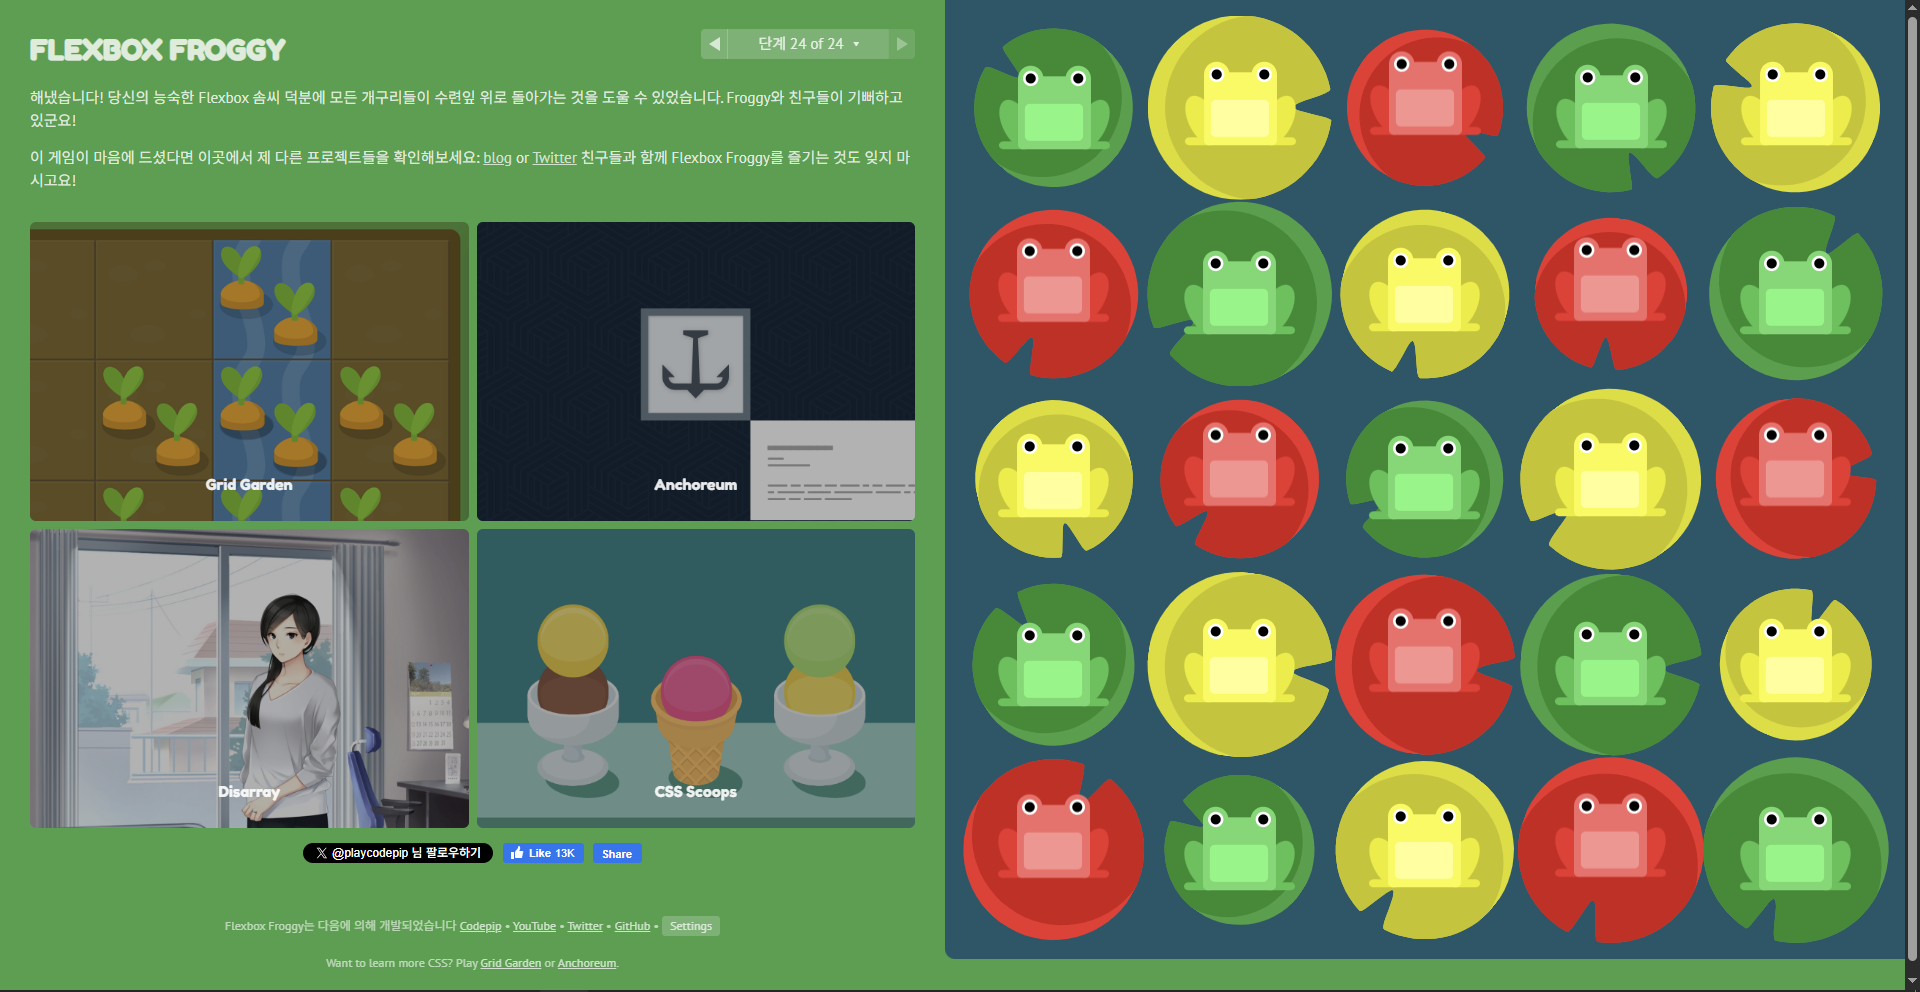 FLEXBOX FROGGY
단계 24 of 24
해냈습니다! 당신의 능숙한 Flexbox 솜씨 덕분에 모든 개구리들이 수련잎 위로 돌아가는 것을 도울 수 있었습니다. Froggy와 친구들이 기뻐하고
있군요!
이 게임이 마음에 드셨다면 이곳에서 제 다른 프로젝트들을 확인해보세요: blog or Twitter 친구들과 함께 Flexbox Froggy를 즐기는 것도 잊지 마
시고요!
Grid Garden
Anchoreum
Disarray
CSS Scoops
@playcodepip 님 팔로우하기
Like 13K
Share
Flexbox Froggy는 다음에 의해 개발되었습니다 Codepip • YouTube • Twitter • GitHub • Settings
Want to learn more CSS? Play Grid Garden or Anchoreum.